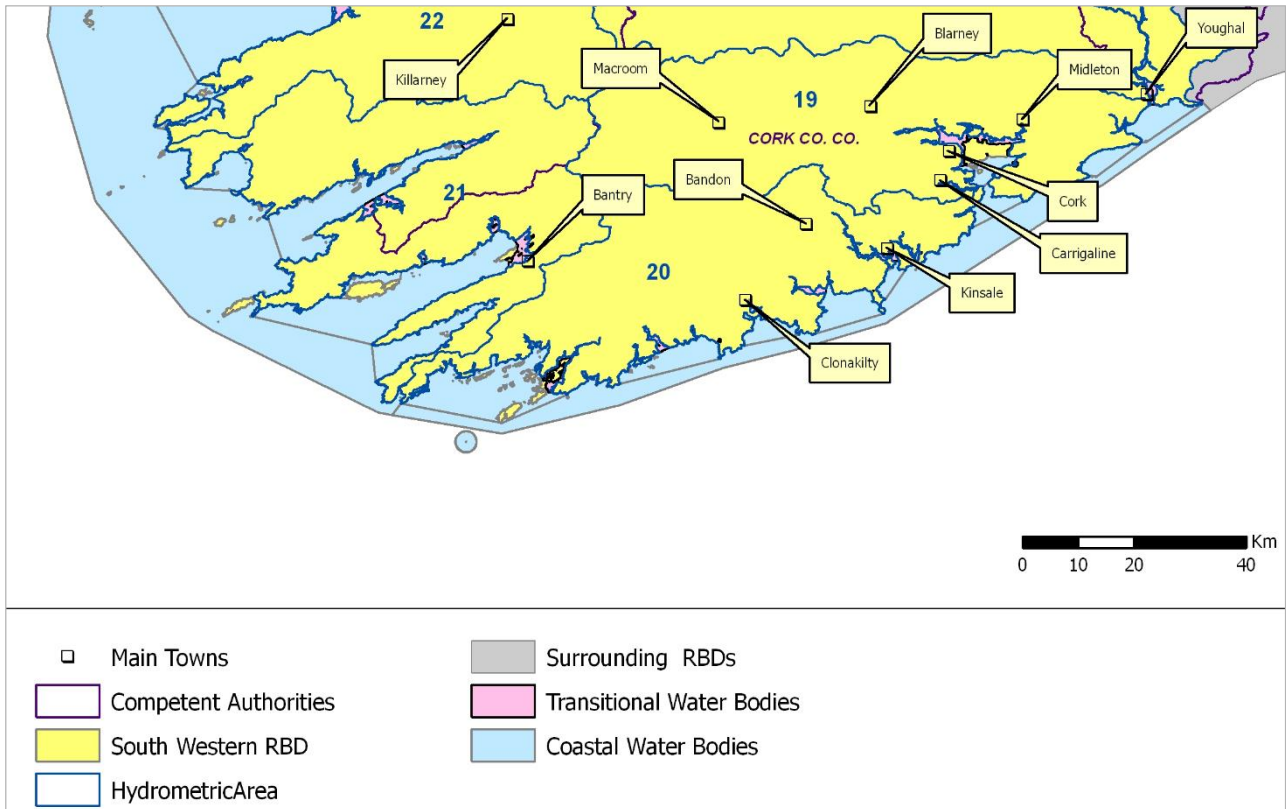 22
Killarney
Macroom
Blarney
Youghal
Midleton
19
CORK CO. CO.
21
Bantry
Bandon
Cork
Carrigaline
20
Kinsale
Clonakilty
Km
0 10 20 40
Main Towns
Competent Authorities
South Western RBD
HydrometricArea
Surrounding RBDs
Transitional Water Bodies
Coastal Water Bodies